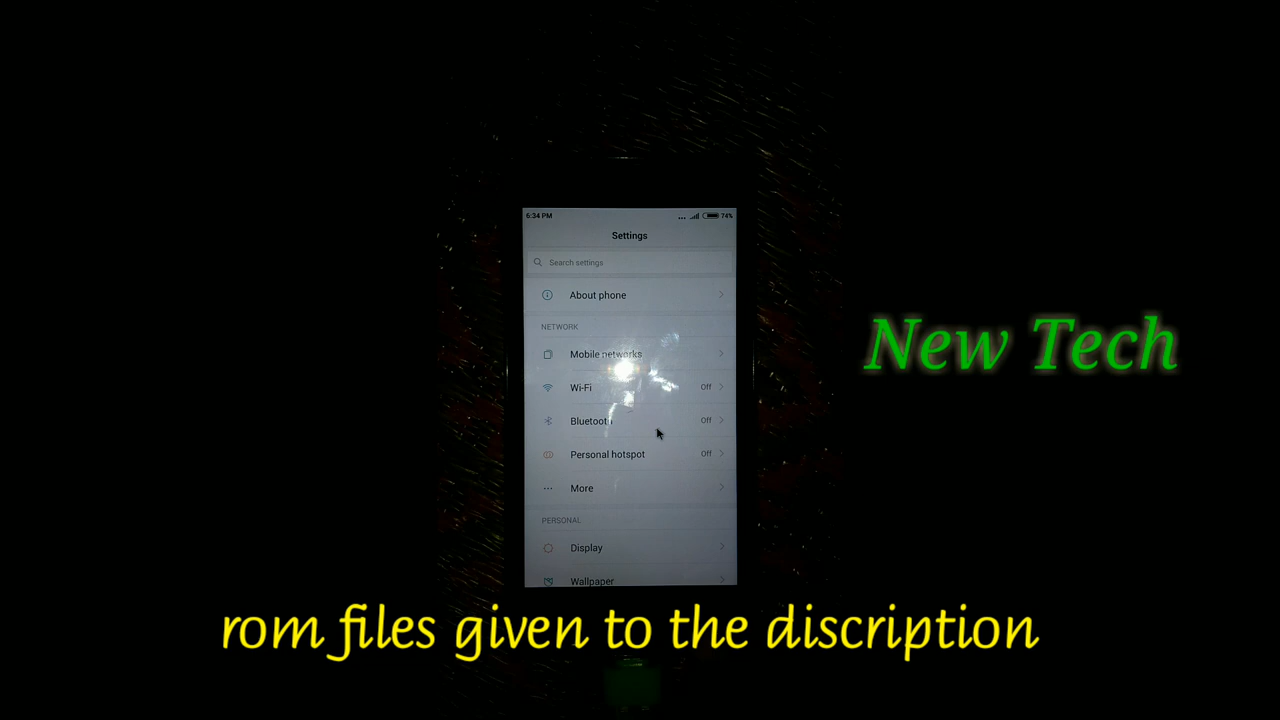 6:34 PM
74%
Settings
Search settings
About phone
NETWORK
Mobile networks
Wi-Fi
Off
Bluetooth
Off
Personal hotspot
Off
More
PERSONAL
Display
Wallpaper
New Tech
rom files given to the discription